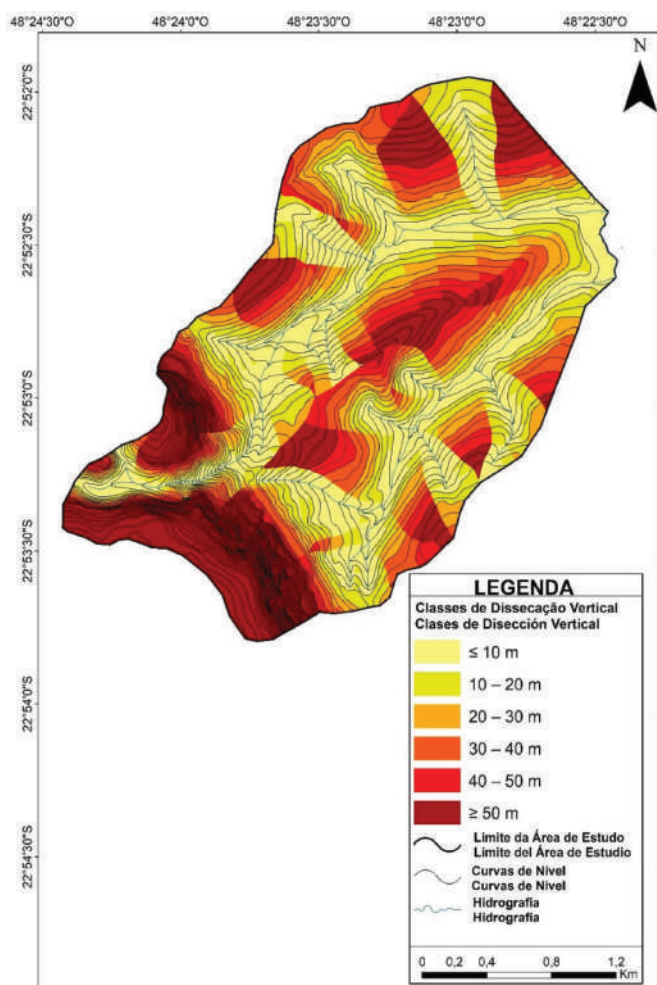 48°24'30"O 48°24'0"O 48°23'30"O 48°23'0"O 48°22'30"O
N
22°52'0"S
22°52'30"S
22°53'0"S
22°53'30"S
22°54'0"S
22°54'30"S
LEGENDA
Classes de Dissecação Vertical
Clases de Disección Vertical
≤ 10 m
10 – 20 m
20 – 30 m
30 – 40 m
40 – 50 m
≥ 50 m
Limite da Área de Estudo
Limite del Área de Estudio
Curvas de Nivel
Curvas de Nivel
Hidrografia
Hidrografia
0 0,2 0,4 0,8 1,2
Km